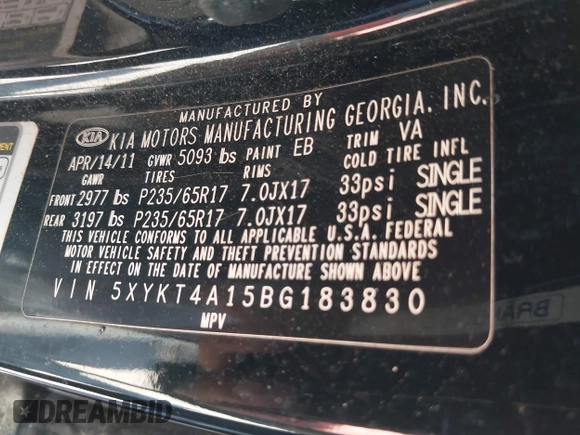 MANUFACTURED BY
KIA KIA MOTORS MANUFACTURING GEORGIA, INC.
APR/14/11 GVWR 5093 lbs PAINT EB TRIM VA
GAWR TIRES RIMS COLD TIRE INFL
FRONT 2977 lbs P235/65R17 7.0JX17 33psi SINGLE
REAR 3197 lbs P235/65R17 7.0JX17 33psi SINGLE
THIS VEHICLE CONFORMS TO ALL APPLICABLE U.S.A. FEDERAL
MOTOR VEHICLE SAFETY AND THEFT PREVENTION STANDARDS
IN EFFECT ON THE DATE OF MANUFACTURE SHOWN ABOVE
VIN 5XYKT4A15BG183830
MPV
DREAMBID